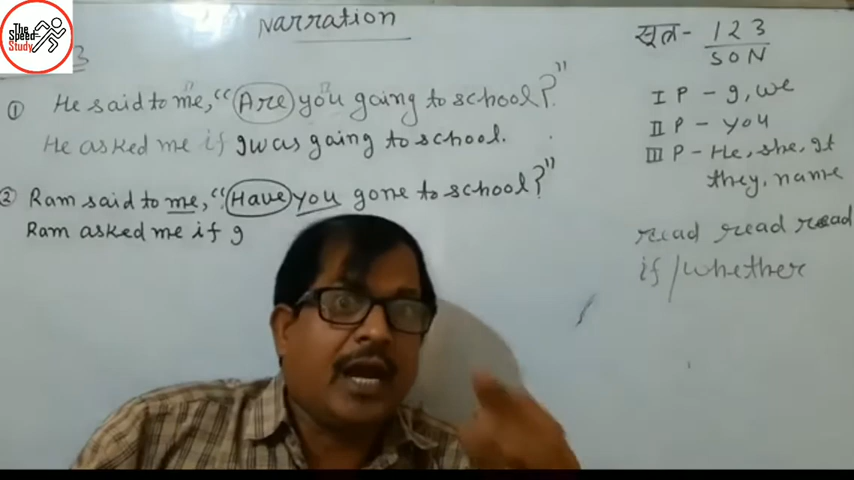 The
Speed
Study
Narration
① He said to me, “Are you going to school?”
He asked me if I was going to school.
② Ram said to me, “Have you gone to school?”
Ram asked me if I
सूत्र - 1 2 3
S O N
I P - I, we
II P - you
III P - He, she, It
they, name
read read read
if / whether